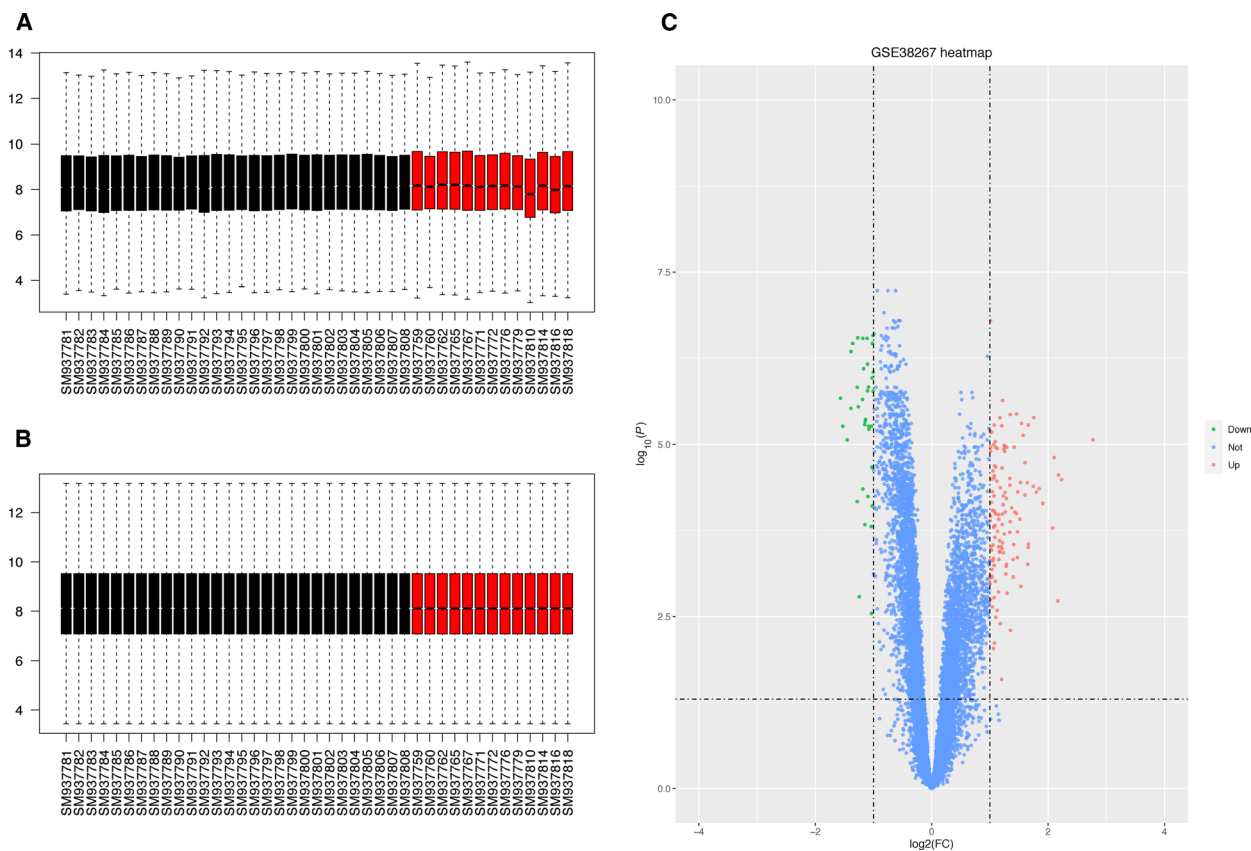 A
14
12
10
8
6
4
SM937781
SM937782
SM937783
SM937784
SM937785
SM937786
SM937787
SM937788
SM937789
SM937790
SM937791
SM937792
SM937793
SM937794
SM937795
SM937796
SM937797
SM937798
SM937799
SM937800
SM937801
SM937802
SM937803
SM937804
SM937805
SM937806
SM937807
SM937808
SM937759
SM937760
SM937762
SM937765
SM937767
SM937771
SM937772
SM937776
SM937779
SM937810
SM937814
SM937816
SM937818
B
12
10
8
6
4
SM937781
SM937782
SM937783
SM937784
SM937785
SM937786
SM937787
SM937788
SM937789
SM937790
SM937791
SM937792
SM937793
SM937794
SM937795
SM937796
SM937797
SM937798
SM937799
SM937800
SM937801
SM937802
SM937803
SM937804
SM937805
SM937806
SM937807
SM937808
SM937759
SM937760
SM937762
SM937765
SM937767
SM937771
SM937772
SM937776
SM937779
SM937810
SM937814
SM937816
SM937818
C
GSE38267 heatmap
10.0
7.5
5.0
2.5
0.0
log10(P)
−4
−2
0
2
4
log2(FC)
Down
Not
Up